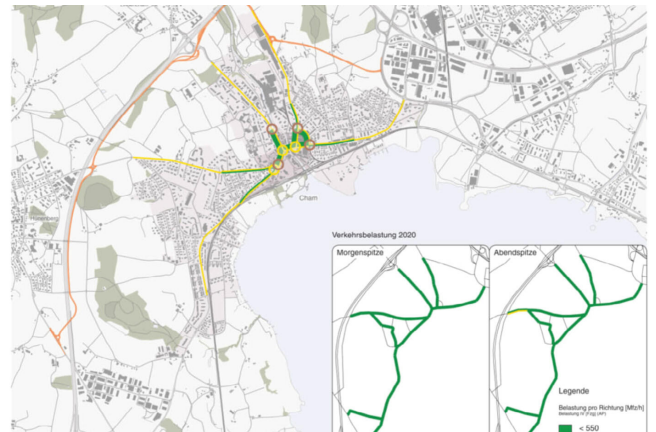 Cham
Verkehrsbelastung 2020
Morgenspitze
Abendspitze
Legende
Belastung pro Richtung [Mfz/h]
< 550